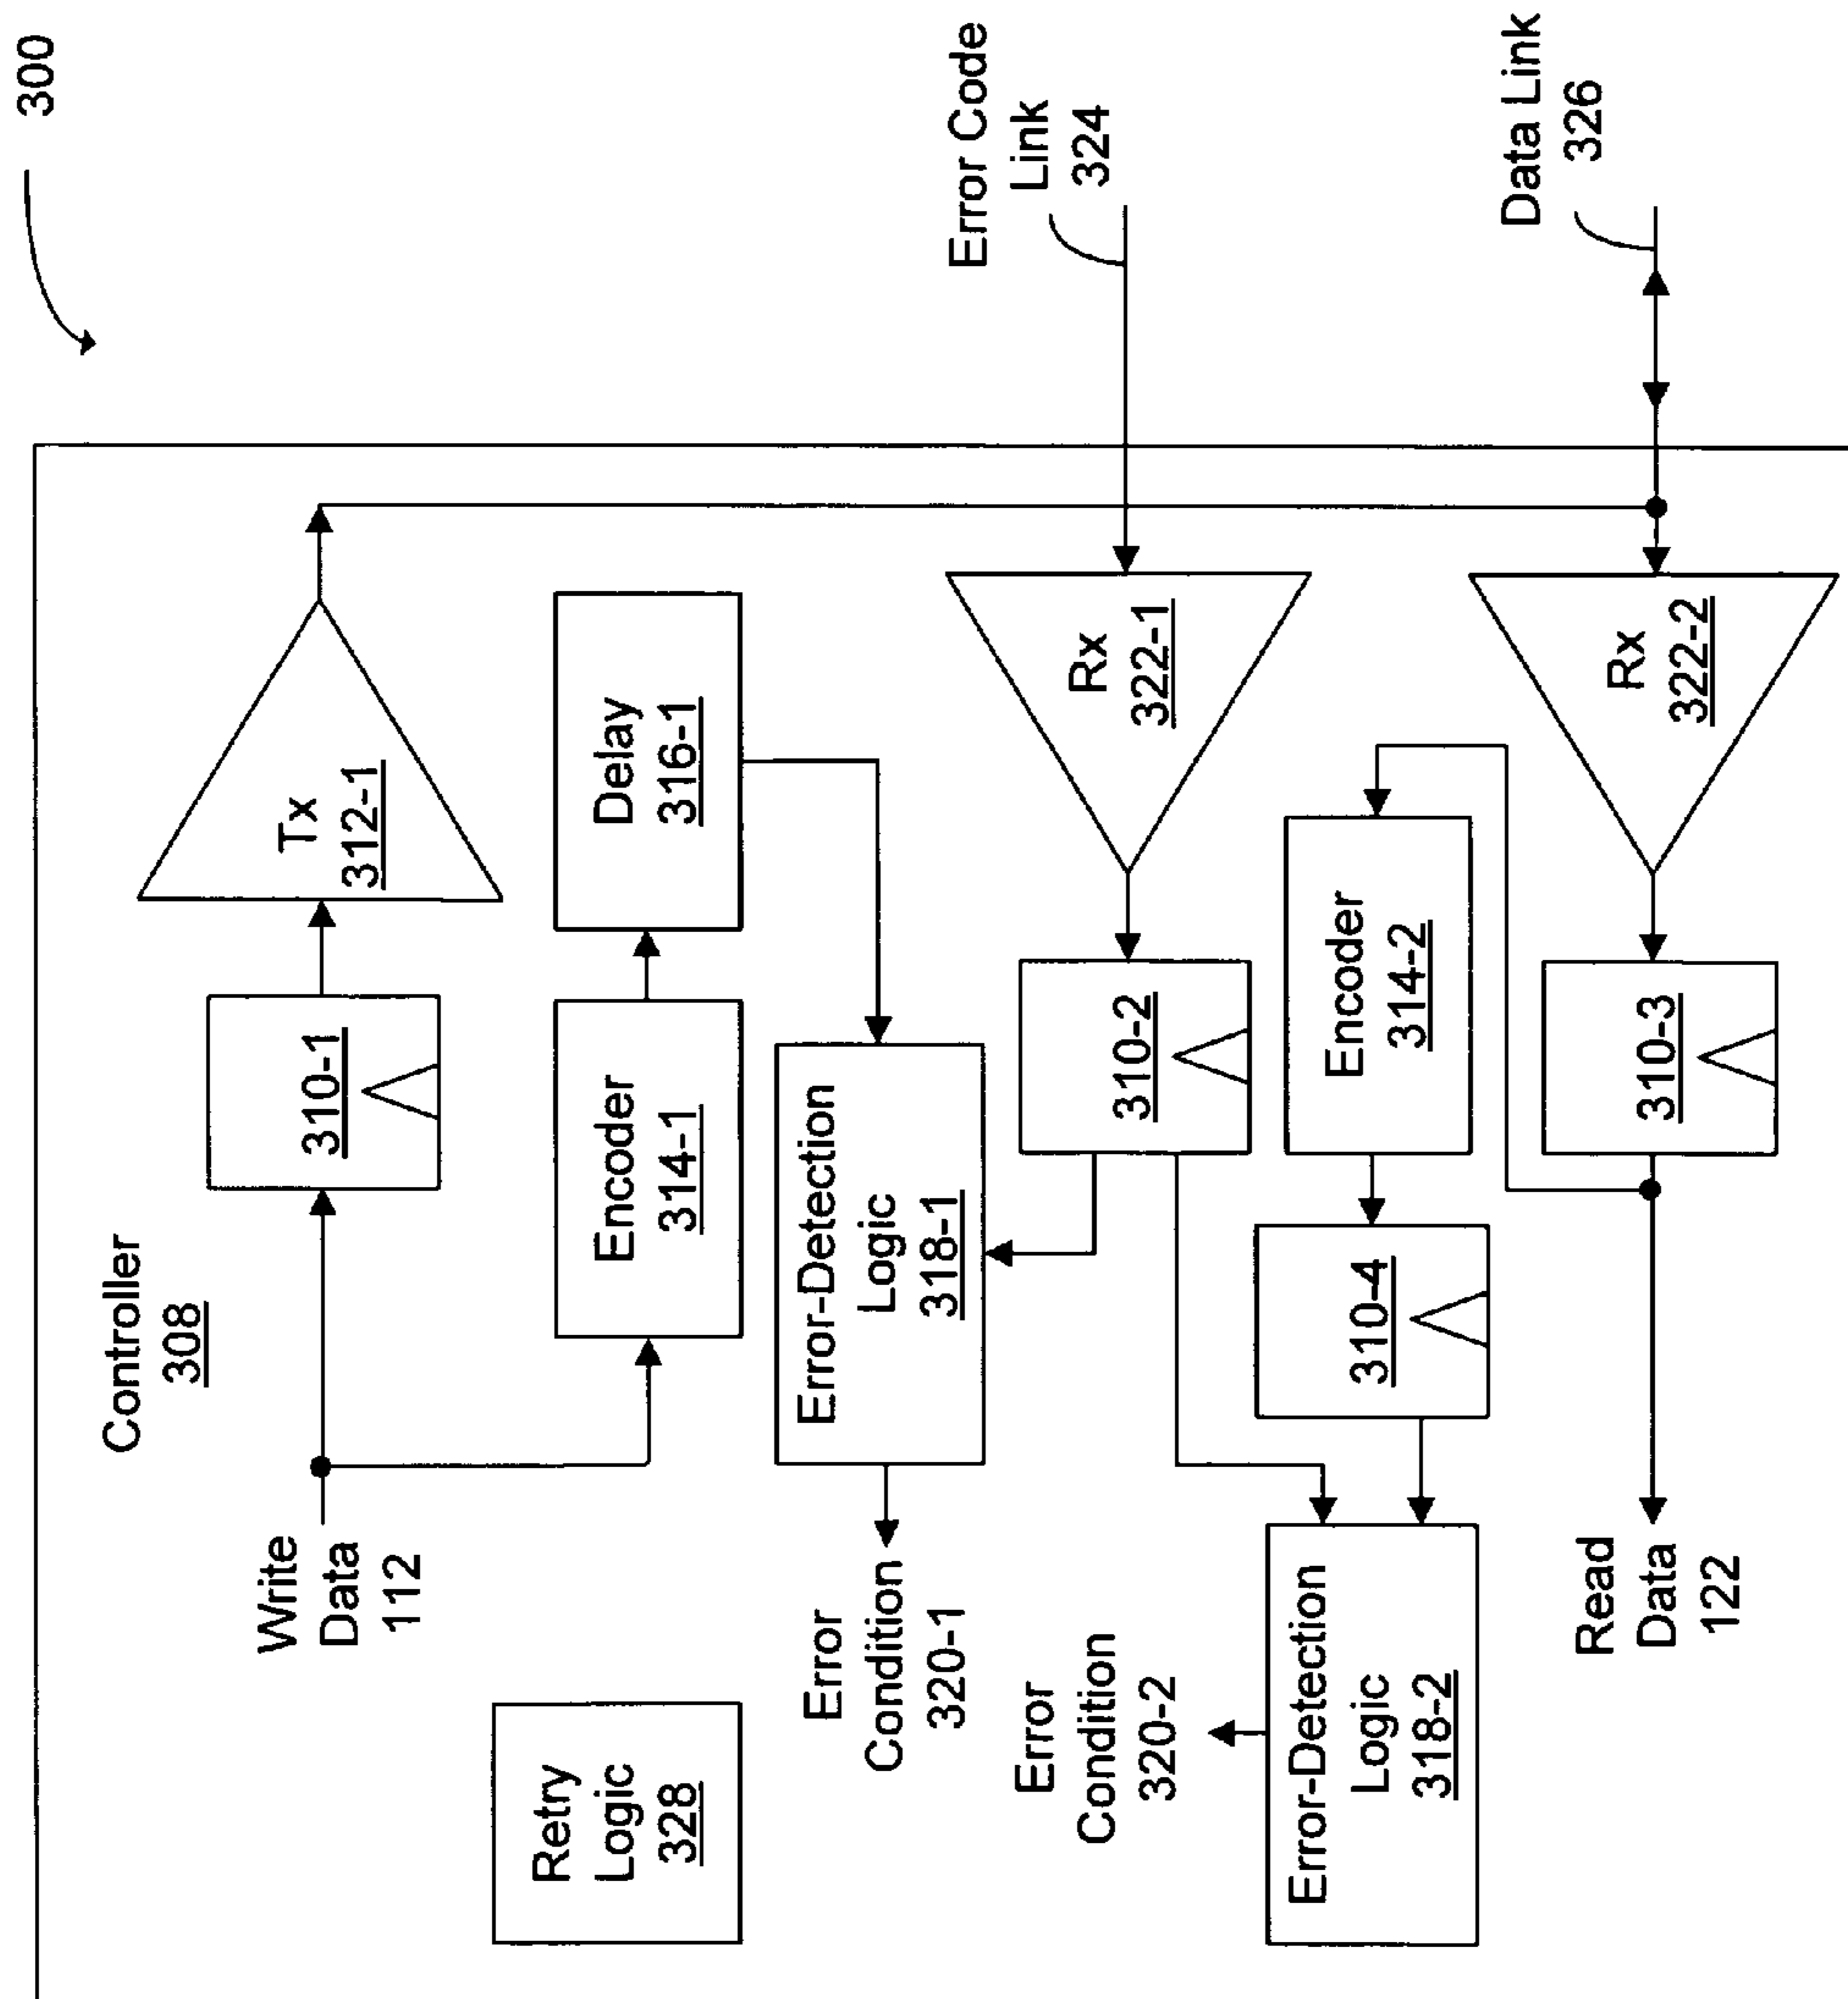 300
Controller
308
Write
Data
112
310-1
Tx
312-1
Retry
Logic
328
Encoder
314-1
Delay
316-1
Error
Condition
320-1
Error-Detection
Logic
318-1
Error Code
Link
324
Rx
322-1
310-2
Error
Condition
320-2
Encoder
314-2
310-4
Error-Detection
Logic
318-2
Data Link
326
Rx
322-2
310-3
Read
Data
122